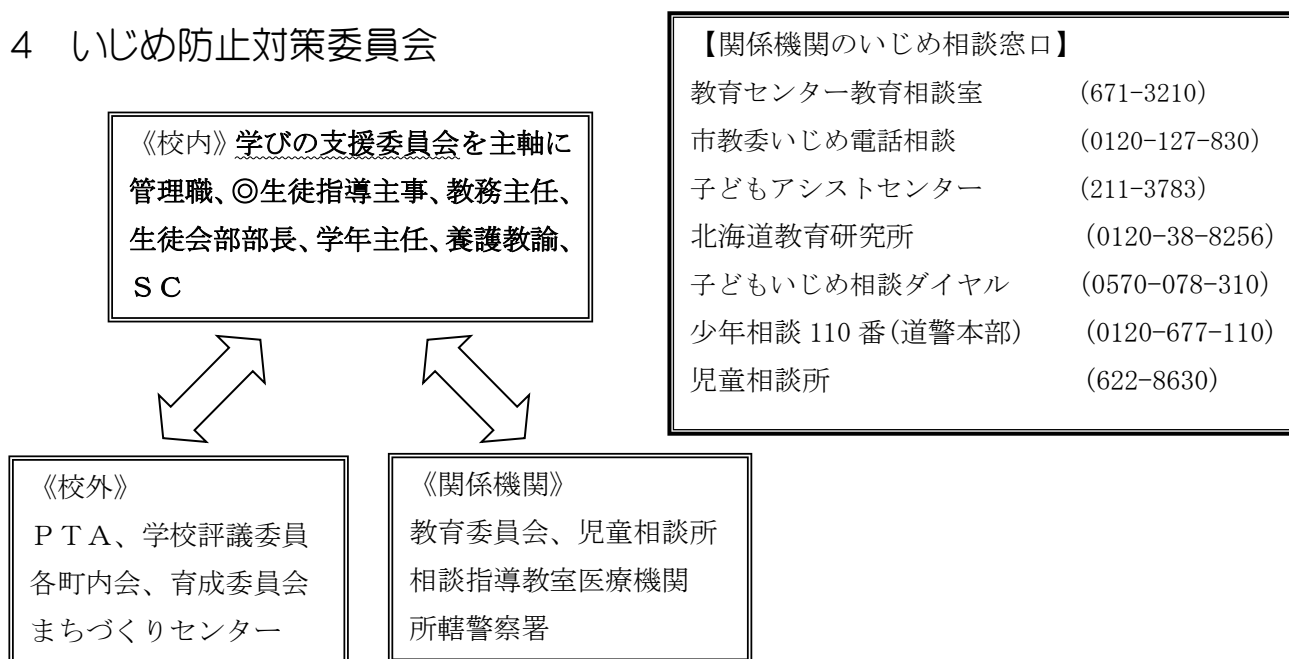 4　いじめ防止対策委員会
《校内》学びの支援委員会を主軸に
管理職、◎生徒指導主事、教務主任、
生徒会部部長、学年主任、養護教諭、
ＳＣ
【関係機関のいじめ相談窓口】
教育センター教育相談室　(671-3210)
市教委いじめ電話相談　(0120-127-830)
子どもアシストセンター　(211-3783)
北海道教育研究所　(0120-38-8256)
子どもいじめ相談ダイヤル　(0570-078-310)
少年相談 110 番(道警本部)　(0120-677-110)
児童相談所　(622-8630)
《校外》
ＰＴＡ、学校評議委員
各町内会、育成委員会
まちづくりセンター
《関係機関》
教育委員会、児童相談所
相談指導教室医療機関
所轄警察署